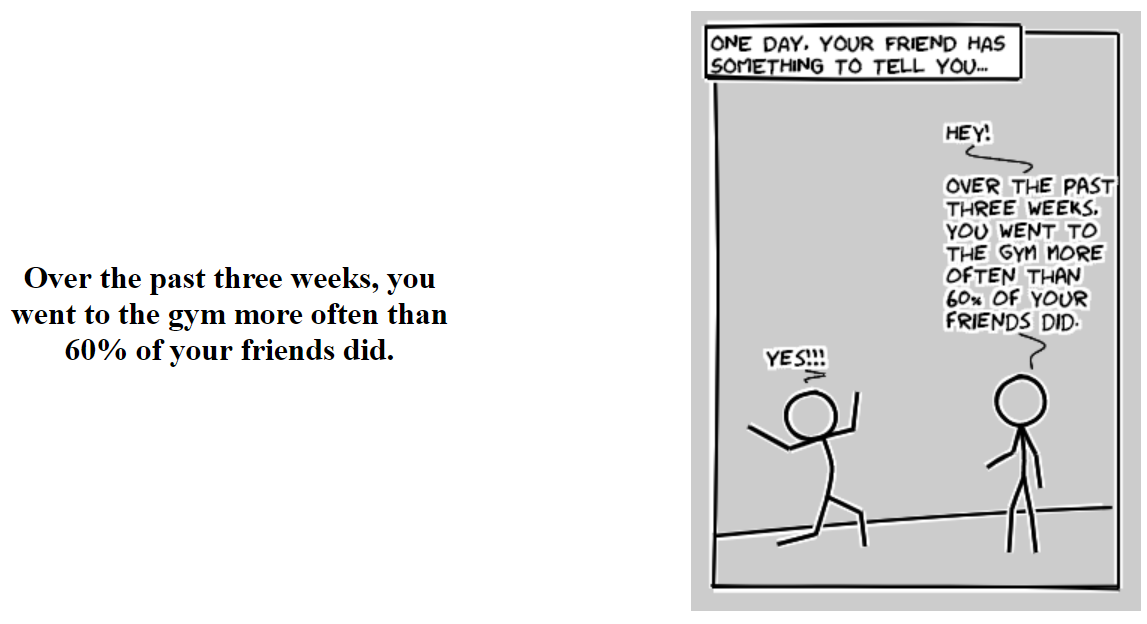 Over the past three weeks, you
went to the gym more often than
60% of your friends did.
ONE DAY, YOUR FRIEND HAS
SOMETHING TO TELL YOU...
HEY!
OVER THE PAST
THREE WEEKS,
YOU WENT TO
THE GYM MORE
OFTEN THAN
60% OF YOUR
FRIENDS DID.
YES!!!